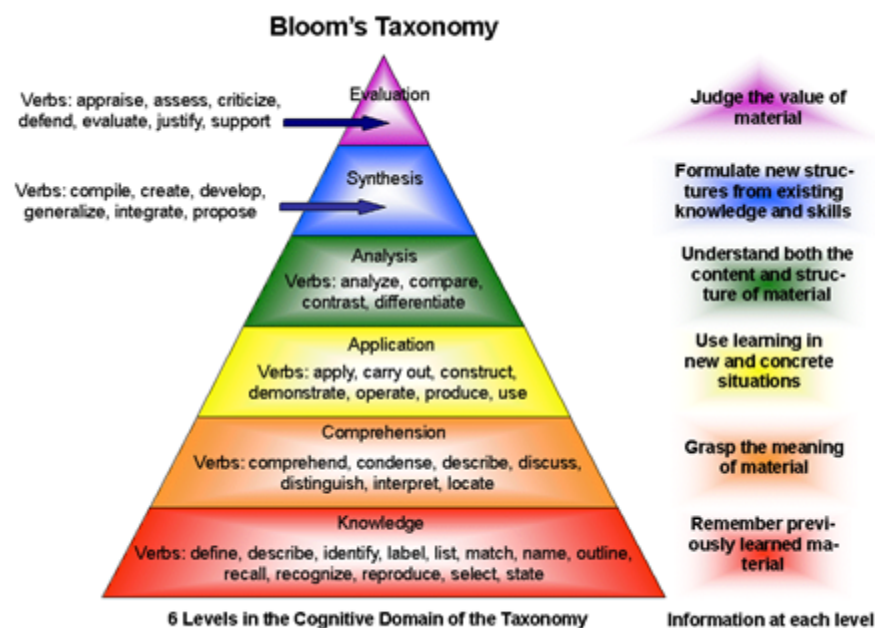 Bloom's Taxonomy
Evaluation
Verbs: appraise, assess, criticize,
defend, evaluate, justify, support
Judge the value of
material
Synthesis
Verbs: compile, create, develop,
generalize, integrate, propose
Formulate new struc-
tures from existing
knowledge and skills
Analysis
Verbs: analyze, compare,
contrast, differentiate
Understand both the
content and struc-
ture of material
Application
Verbs: apply, carry out, construct,
demonstrate, operate, produce, use
Use learning in
new and concrete
situations
Comprehension
Verbs: comprehend, condense, describe, discuss,
distinguish, interpret, locate
Grasp the meaning
of material
Knowledge
Verbs: define, describe, identify, label, list, match, name, outline,
recall, recognize, reproduce, select, state
Remember previ-
ously learned ma-
terial
6 Levels in the Cognitive Domain of the Taxonomy
Information at each level